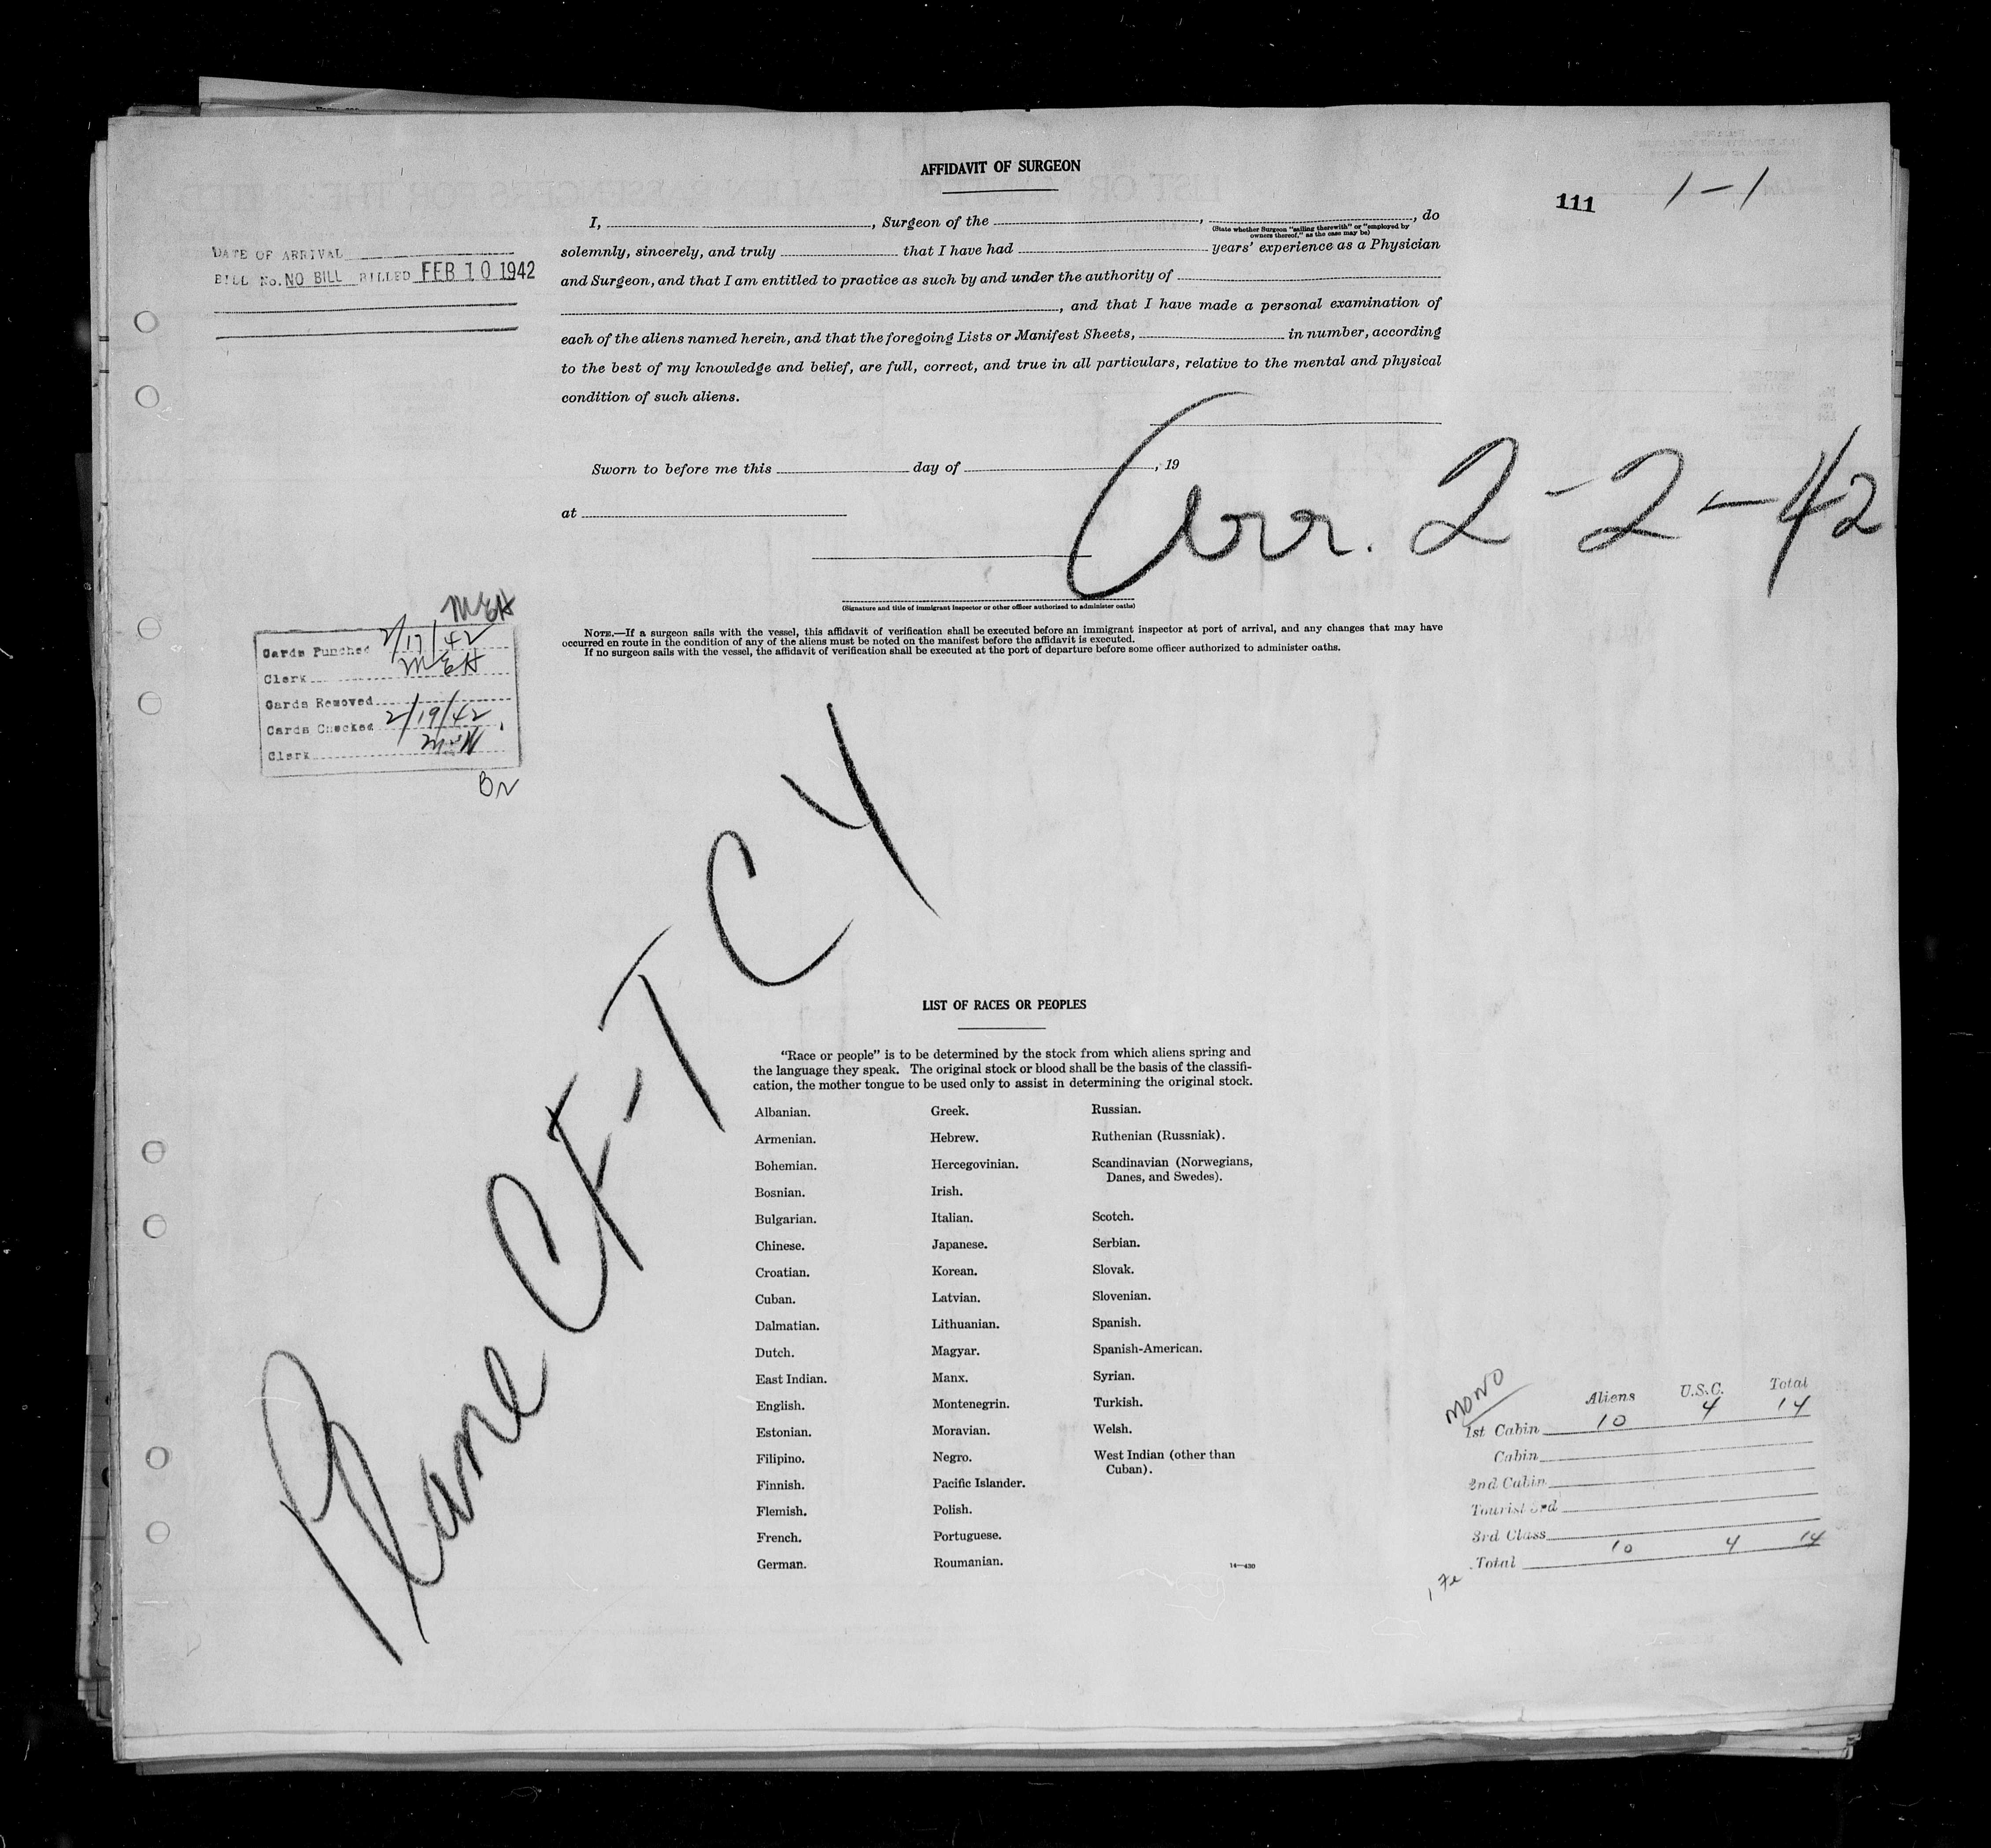 AFFIDAVIT OF SURGEON
111 1-1
I, , Surgeon of the , , do
(State whether Surgeon "sailing therewith" or "employed by
owners thereof," as the case may be)
solemnly, sincerely, and truly that I have had years' experience as a Physician
and Surgeon, and that I am entitled to practice as such by and under the authority of
, and that I have made a personal examination of
each of the aliens named herein, and that the foregoing Lists or Manifest Sheets, in number, according
to the best of my knowledge and belief, are full, correct, and true in all particulars, relative to the mental and physical
condition of such aliens.
DATE OF ARRIVAL
BILL No. NO BILL BILLED FEB 10 1942
Arr. 2-2-42
Sworn to before me this day of , 19
at
(Signature and title of immigrant inspector or other officer authorized to administer oaths)
NOTE.—If a surgeon sails with the vessel, this affidavit of verification shall be executed before an immigrant inspector at port of arrival, and any changes that may have
occurred en route in the condition of any of the aliens must be noted on the manifest before the affidavit is executed.
If no surgeon sails with the vessel, the affidavit of verification shall be executed at the port of departure before some officer authorized to administer oaths.
MEH
Cards Punched 2/17/42
Clerk MEH
Cards Removed
Cards Checked 2/19/42
Clerk
Plane CF-TCY
LIST OF RACES OR PEOPLES
"Race or people" is to be determined by the stock from which aliens spring and
the language they speak. The original stock or blood shall be the basis of the classifi-
cation, the mother tongue to be used only to assist in determining the original stock.
Albanian.
Armenian.
Bohemian.
Bosnian.
Bulgarian.
Chinese.
Croatian.
Cuban.
Dalmatian.
Dutch.
East Indian.
English.
Estonian.
Filipino.
Finnish.
Flemish.
French.
German.
Greek.
Hebrew.
Hercegovinian.
Irish.
Italian.
Japanese.
Korean.
Latvian.
Lithuanian.
Magyar.
Manx.
Montenegrin.
Moravian.
Negro.
Pacific Islander.
Polish.
Portuguese.
Roumanian.
Russian.
Ruthenian (Russniak).
Scandinavian (Norwegians,
Danes, and Swedes).
Scotch.
Serbian.
Slovak.
Slovenian.
Spanish.
Spanish-American.
Syrian.
Turkish.
Welsh.
West Indian (other than
Cuban).
14—430
MONO
Aliens U.S.C. Total
1st Cabin 10 4 14
Cabin
2nd Cabin
Tourist 3rd
3rd Class
Total 10 4 14